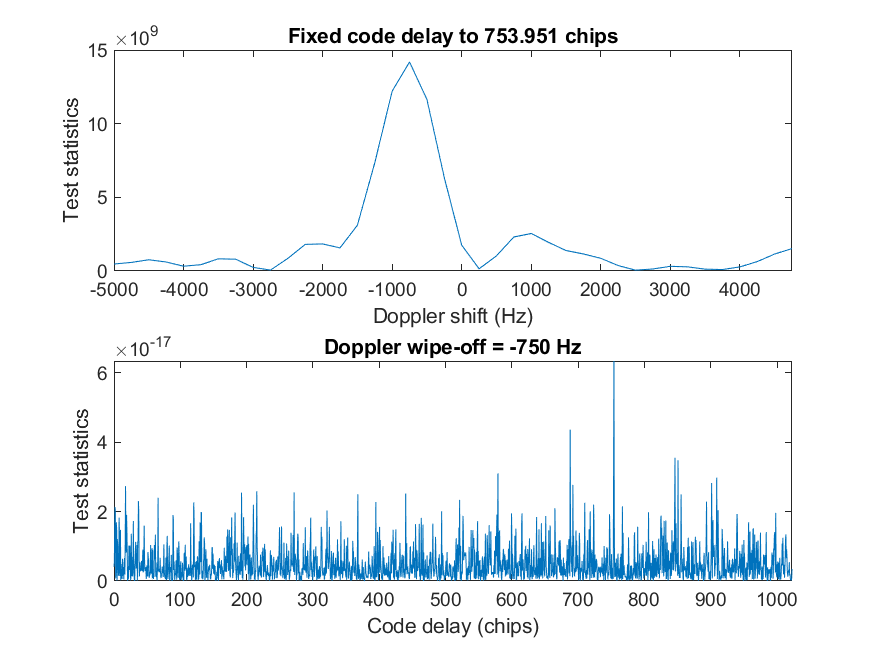 ×10⁹
Fixed code delay to 753.951 chips
15
10
5
0
Test statistics
-5000 -4000 -3000 -2000 -1000 0 1000 2000 3000 4000
Doppler shift (Hz)
×10⁻¹⁷
Doppler wipe-off = -750 Hz
6
4
2
0
Test statistics
0 100 200 300 400 500 600 700 800 900 1000
Code delay (chips)